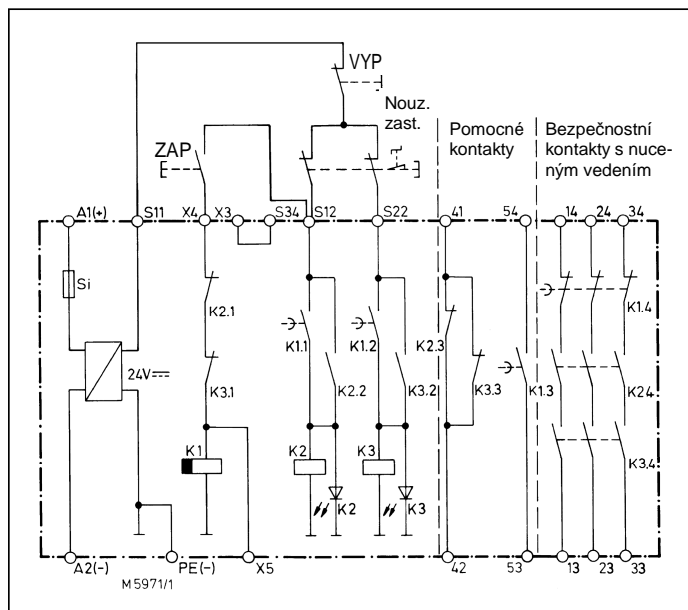 VYP
Nouz.
zast.
Pomocné
kontakty
Bezpečnostní
kontakty s nuce-
ným vedením
ZAP
A1(+) S11 X4 X3 S34 S12 S22 41 54 14 24 34
Si
K2.1
K1.4
K1.1 K1.2 K2.3
24V
K3.1 K2.2 K3.2 K3.3 K1.3 K2.4
K1 K2 K3 K3.4
K2 K3
A2(-) PE(-) X5 42 53 13 23 33
M5971/1